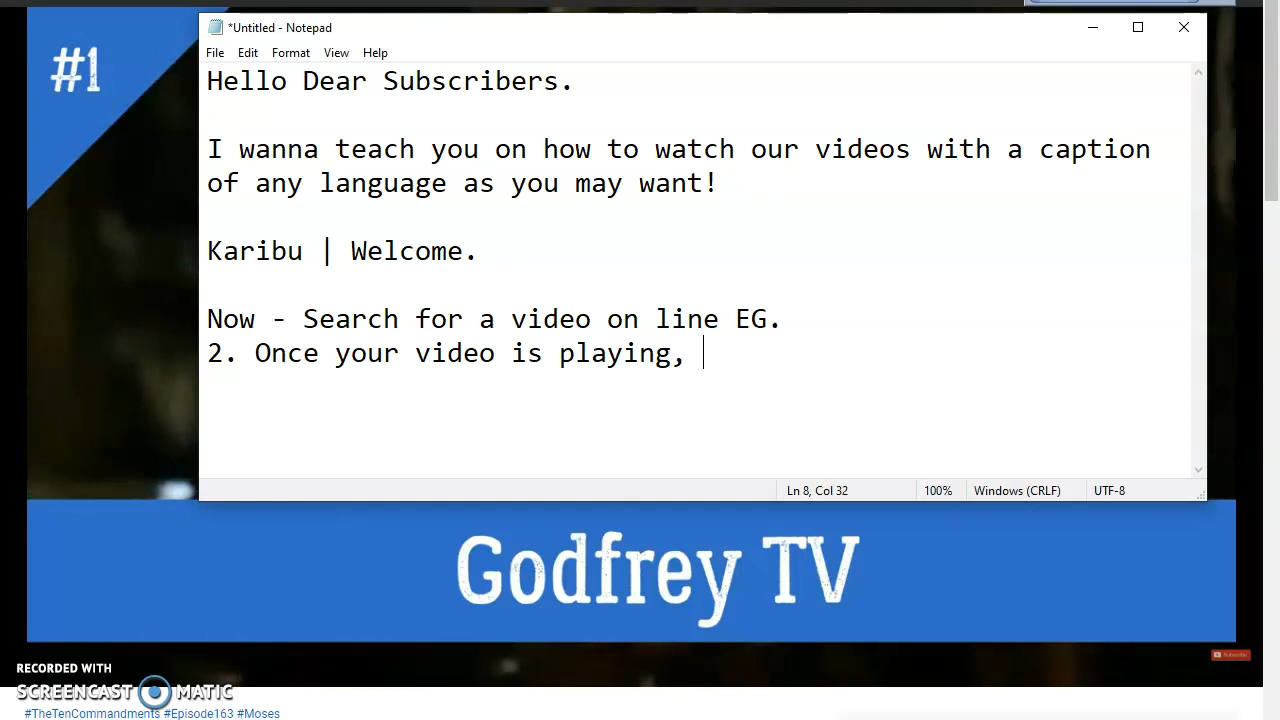 #1
*Untitled - Notepad
File Edit Format View Help
Hello Dear Subscribers.
I wanna teach you on how to watch our videos with a caption
of any language as you may want!
Karibu | Welcome.
Now - Search for a video on line EG.
2. Once your video is playing,
Ln 8, Col 32 100% Windows (CRLF) UTF-8
Godfrey TV
Subscribe
RECORDED WITH
SCREENCAST MATIC
#TheTenCommandments #Episode163 #Moses